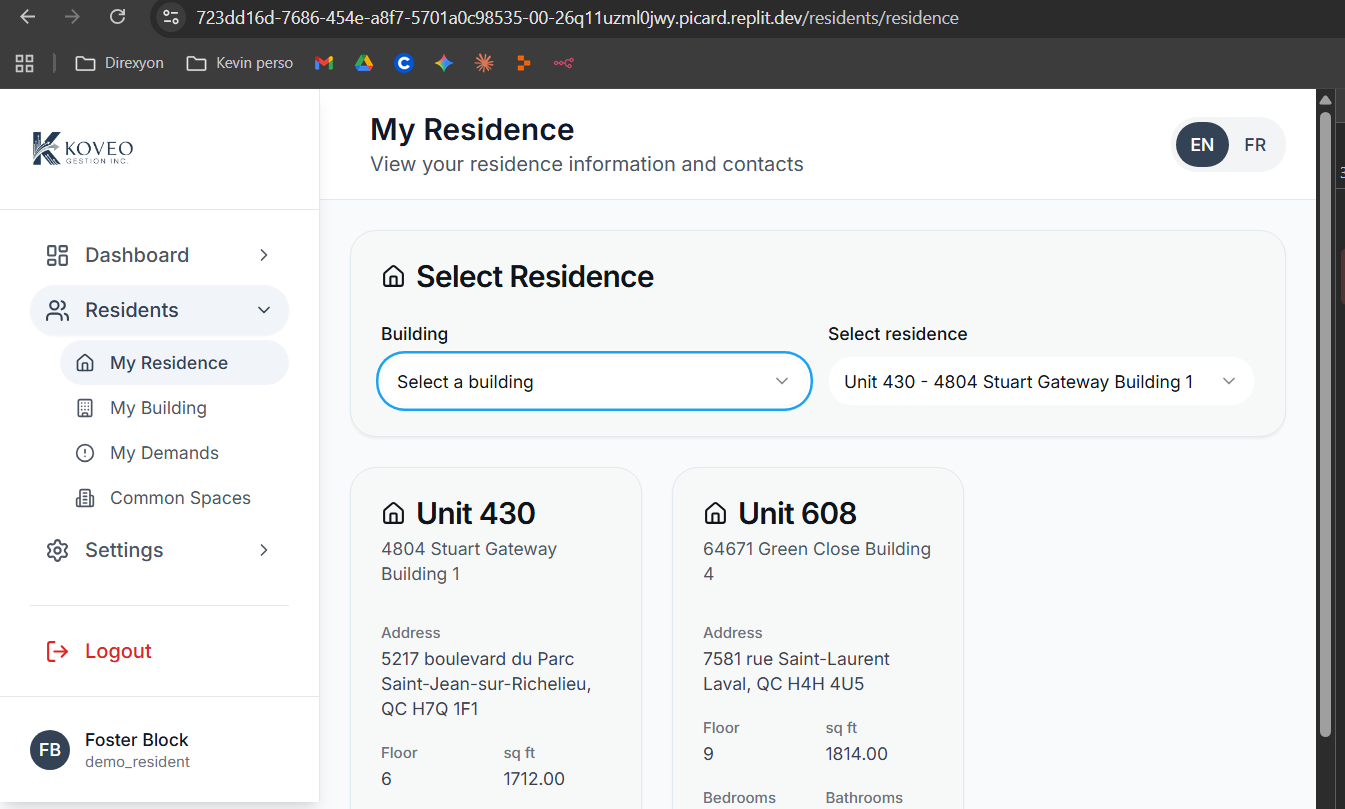 723dd16d-7686-454e-a8f7-5701a0c98535-00-26q11uzml0jwy.picard.replit.dev/residents/residence
Direxyon
Kevin perso
KOVEO
GESTION INC.
My Residence
View your residence information and contacts
EN
FR
Dashboard
Residents
My Residence
My Building
My Demands
Common Spaces
Settings
Logout
FB
Foster Block
demo_resident
Select Residence
Building
Select a building
Select residence
Unit 430 - 4804 Stuart Gateway Building 1
Unit 430
4804 Stuart Gateway
Building 1
Address
5217 boulevard du Parc
Saint-Jean-sur-Richelieu,
QC H7Q 1F1
Floor
sq ft
6
1712.00
Unit 608
64671 Green Close Building
4
Address
7581 rue Saint-Laurent
Laval, QC H4H 4U5
Floor
sq ft
9
1814.00
Bedrooms
Bathrooms